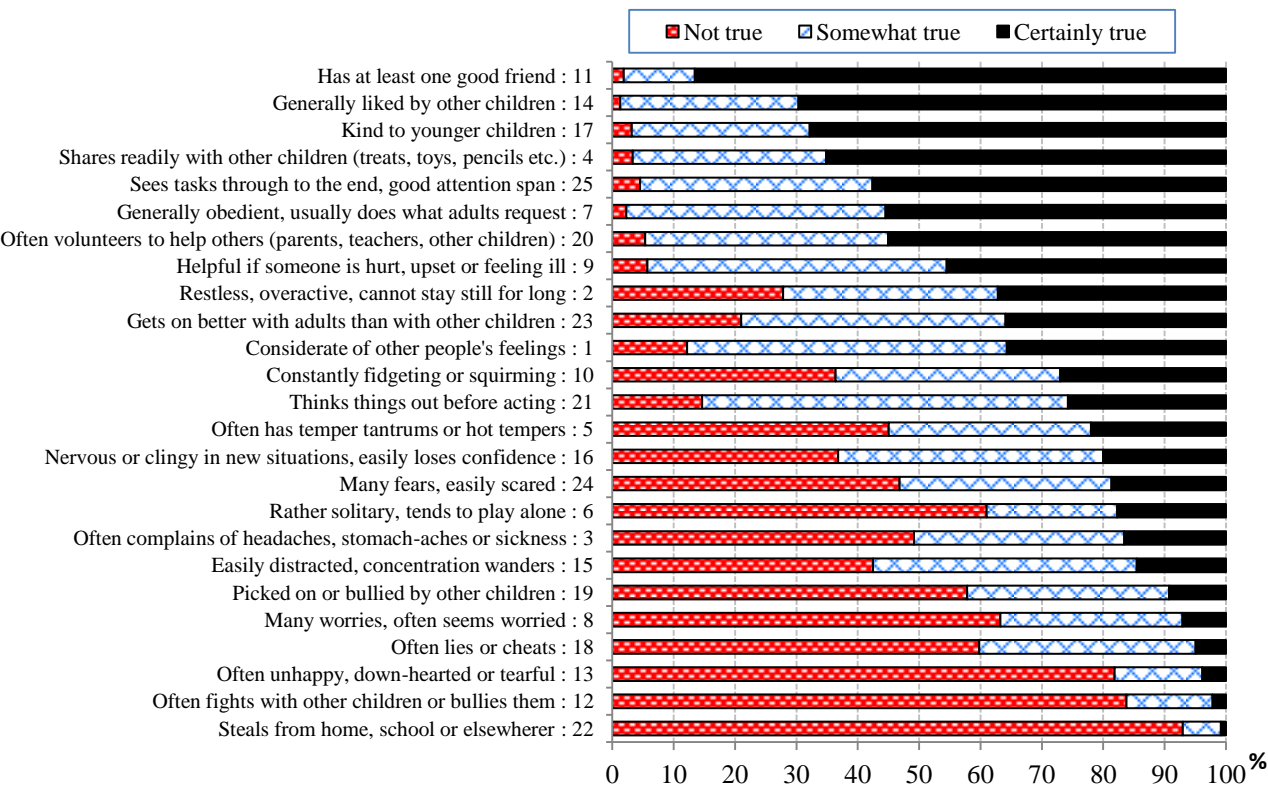 Not true Somewhat true Certainly true
Has at least one good friend : 11
Generally liked by other children : 14
Kind to younger children : 17
Shares readily with other children (treats, toys, pencils etc.) : 4
Sees tasks through to the end, good attention span : 25
Generally obedient, usually does what adults request : 7
Often volunteers to help others (parents, teachers, other children) : 20
Helpful if someone is hurt, upset or feeling ill : 9
Restless, overactive, cannot stay still for long : 2
Gets on better with adults than with other children : 23
Considerate of other people's feelings : 1
Constantly fidgeting or squirming : 10
Thinks things out before acting : 21
Often has temper tantrums or hot tempers : 5
Nervous or clingy in new situations, easily loses confidence : 16
Many fears, easily scared : 24
Rather solitary, tends to play alone : 6
Often complains of headaches, stomach-aches or sickness : 3
Easily distracted, concentration wanders : 15
Picked on or bullied by other children : 19
Many worries, often seems worried : 8
Often lies or cheats : 18
Often unhappy, down-hearted or tearful : 13
Often fights with other children or bullies them : 12
Steals from home, school or elsewherer : 22
0 10 20 30 40 50 60 70 80 90 100 %